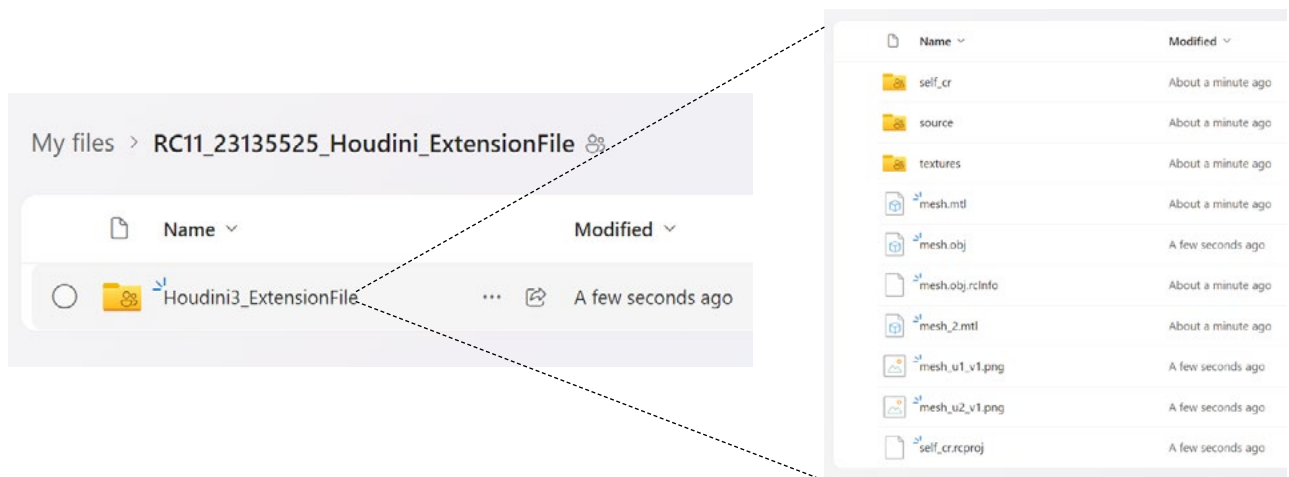 My files > RC11_23135525_Houdini_ExtensionFile
Name Modified
Houdini3_ExtensionFile ... A few seconds ago
Name Modified
self_cr About a minute ago
source About a minute ago
textures About a minute ago
mesh.mtl About a minute ago
mesh.obj A few seconds ago
mesh.obj.rcInfo About a minute ago
mesh_2.mtl About a minute ago
mesh_u1_v1.png A few seconds ago
mesh_u2_v1.png A few seconds ago
self_cr.rcproj A few seconds ago